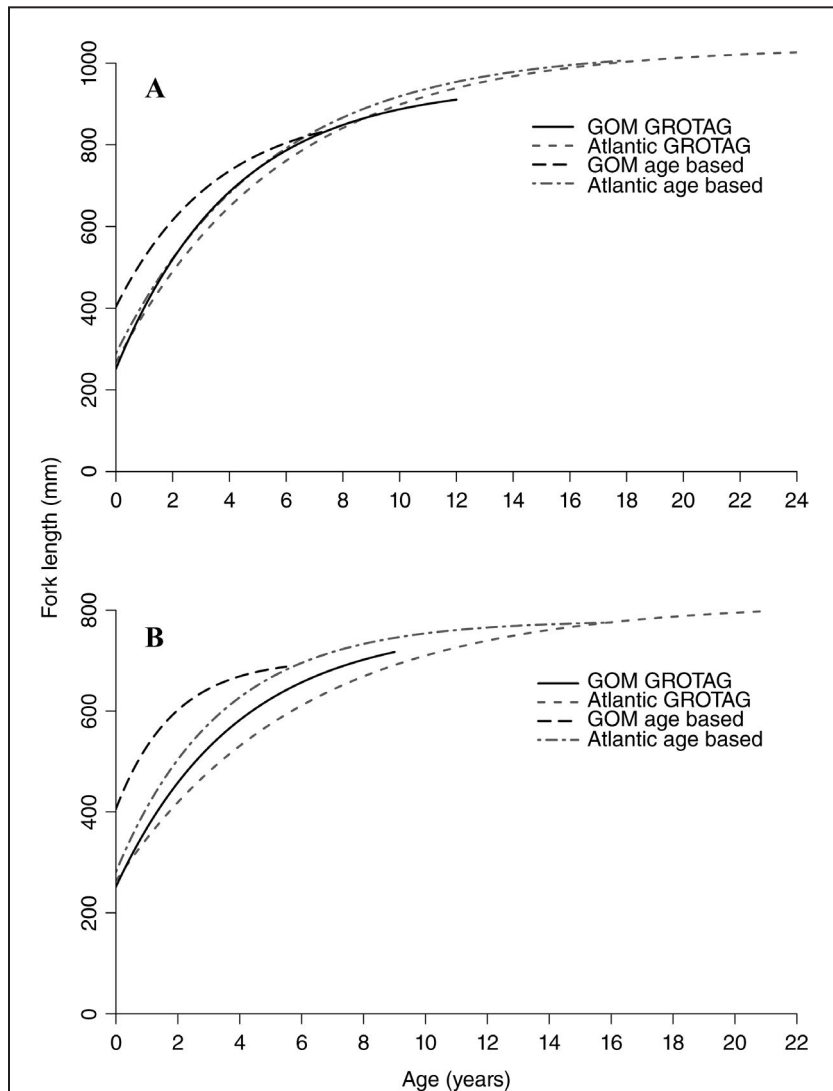 A
1000
800
600
400
200
0
GOM GROTAG
Atlantic GROTAG
GOM age based
Atlantic age based
0 2 4 6 8 10 12 14 16 18 20 22 24
Fork length (mm)
B
800
600
400
200
0
GOM GROTAG
Atlantic GROTAG
GOM age based
Atlantic age based
0 2 4 6 8 10 12 14 16 18 20 22
Age (years)